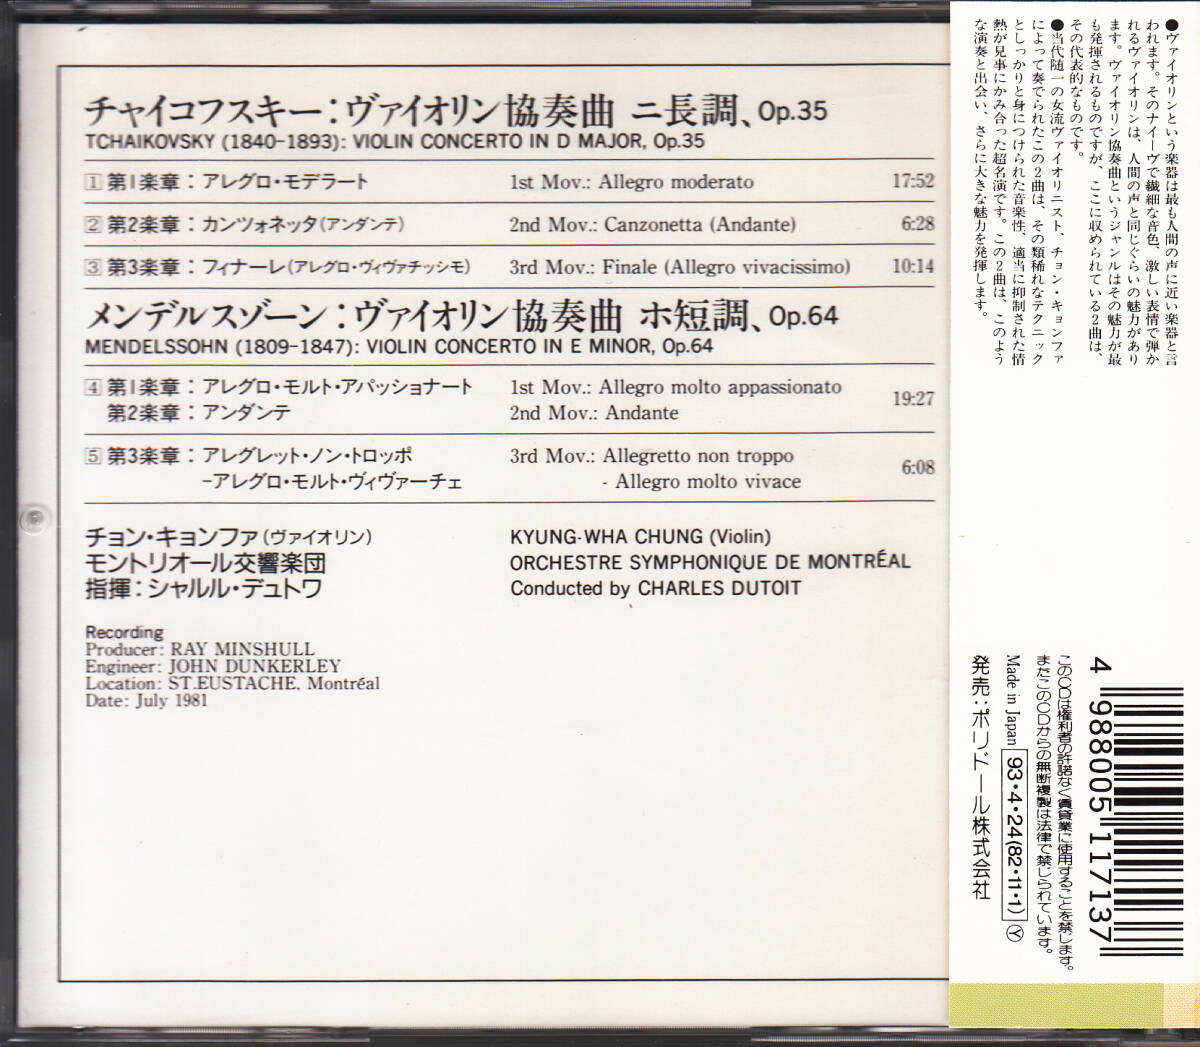 チャイコフスキー：ヴァイオリン協奏曲 ニ長調、Op.35
TCHAIKOVSKY (1840-1893): VIOLIN CONCERTO IN D MAJOR, Op.35
1 第1楽章：アレグロ・モデラート 1st Mov.: Allegro moderato 17:52
2 第2楽章：カンツォネッタ(アンダンテ) 2nd Mov.: Canzonetta (Andante) 6:28
3 第3楽章：フィナーレ(アレグロ・ヴィヴァチッシモ) 3rd Mov.: Finale (Allegro vivacissimo) 10:14
メンデルスゾーン：ヴァイオリン協奏曲 ホ短調、Op.64
MENDELSSOHN (1809-1847): VIOLIN CONCERTO IN E MINOR, Op.64
4 第1楽章：アレグロ・モルト・アパッショナート 1st Mov.: Allegro molto appassionato
第2楽章：アンダンテ 2nd Mov.: Andante 19:27
5 第3楽章：アレグレット・ノン・トロッポ 3rd Mov.: Allegretto non troppo
-アレグロ・モルト・ヴィヴァーチェ - Allegro molto vivace 6:08
チョン・キョンファ(ヴァイオリン) KYUNG-WHA CHUNG (Violin)
モントリオール交響楽団 ORCHESTRE SYMPHONIQUE DE MONTRÉAL
指揮：シャルル・デュトワ Conducted by CHARLES DUTOIT
Recording
Producer: RAY MINSHULL
Engineer: JOHN DUNKERLEY
Location: ST.EUSTACHE, Montréal
Date: July 1981
●ヴァイオリンという楽器は最も人間の声に近い楽器と言
われます。そのナイーヴで繊細な音色、激しい表情で弾か
れるヴァイオリンは、人間の声と同じぐらいの魅力があり
ます。ヴァイオリン協奏曲というジャンルはその魅力が最
も発揮されるものですが、ここに収められている2曲は、
その代表的なものです。
●当代随一の女流ヴァイオリニスト、チョン・キョンファ
によって奏でられたこの2曲は、その類稀れなテクニック
としっかりと身につけられた音楽性、適当に抑制された情
熱が見事にかみ合った超名演です。この2曲は、このよう
な演奏と出会い、さらに大きな魅力を発揮します。
4 988005 117137
このCDは権利者の許諾なく賃貸業に使用することを禁じます。
またこのCDからの無断複製は法律で禁じられています。
Made in Japan 93・4・24(82・11・1) Y
発売：ポリドール株式会社